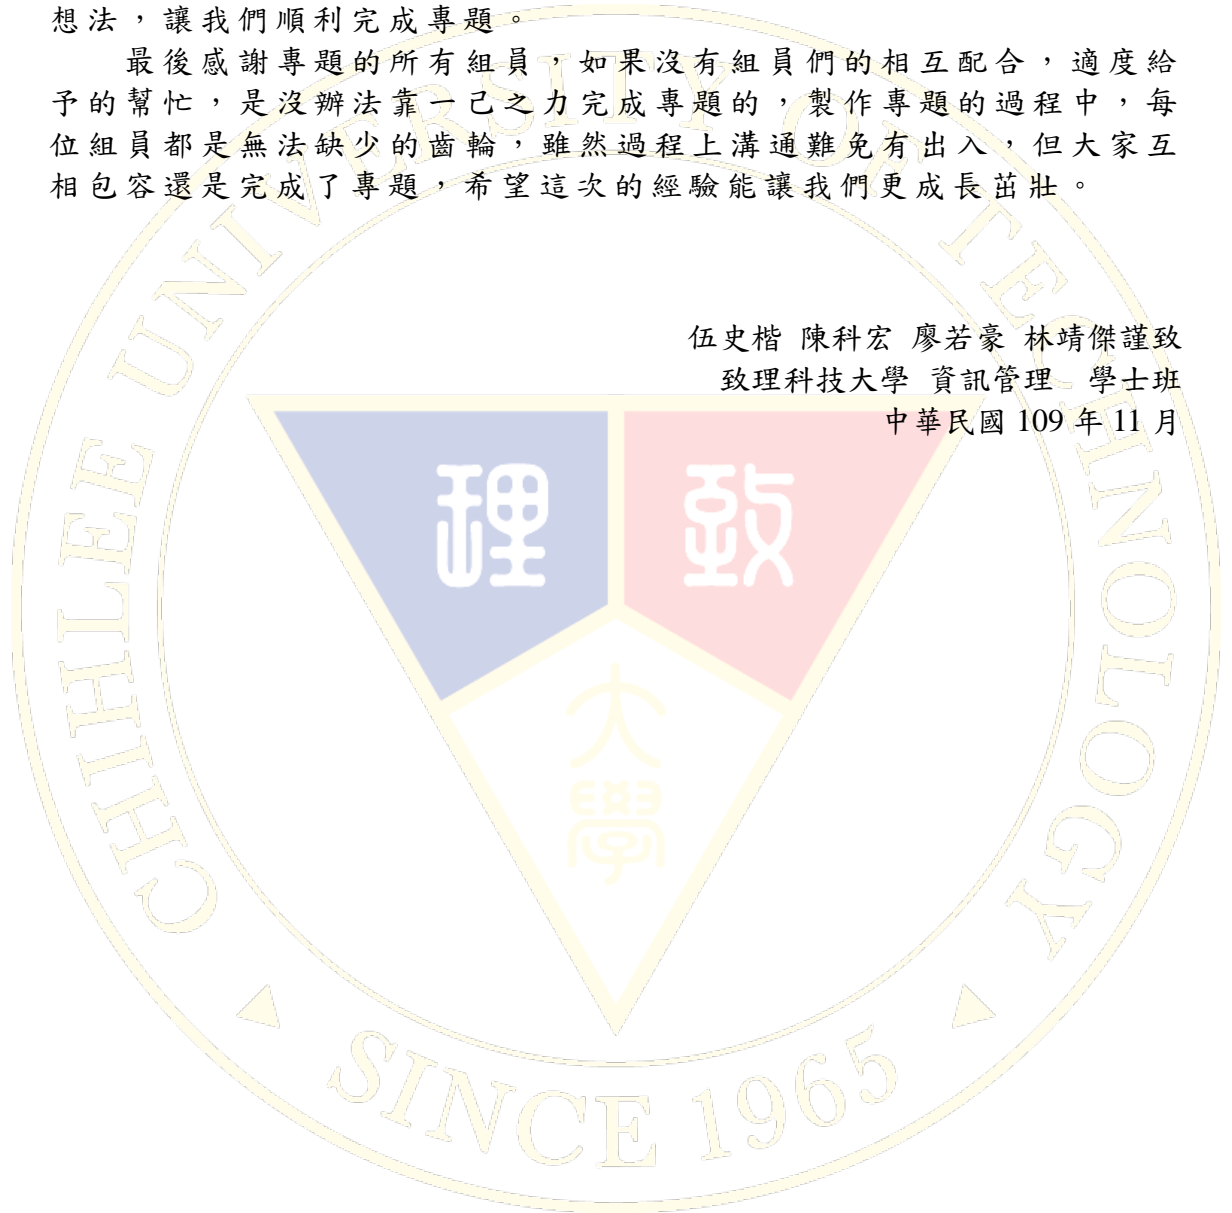 想法，讓我們順利完成專題。
最後感謝專題的所有組員，如果沒有組員們的相互配合，適度給
予的幫忙，是沒辦法靠一己之力完成專題的，製作專題的過程中，每
位組員都是無法缺少的齒輪，雖然過程上溝通難免有出入，但大家互
相包容還是完成了專題，希望這次的經驗能讓我們更成長茁壯。
伍史楷 陳科宏 廖若豪 林靖傑謹致
致理科技大學 資訊管理 學士班
中華民國 109 年 11 月
CHIHLEE UNIVERSITY OF TECHNOLOGY
理 致
大
學
SINCE 1965